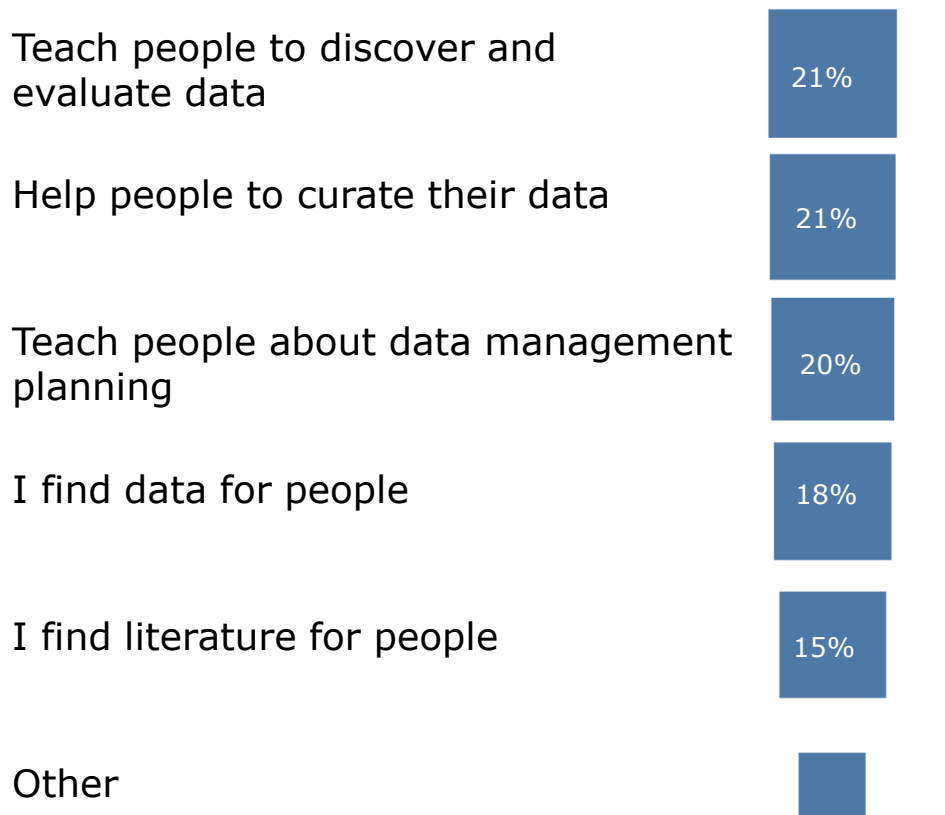 Teach people to discover and
evaluate data
21%
Help people to curate their data
21%
Teach people about data management
planning
20%
I find data for people
18%
I find literature for people
15%
Other